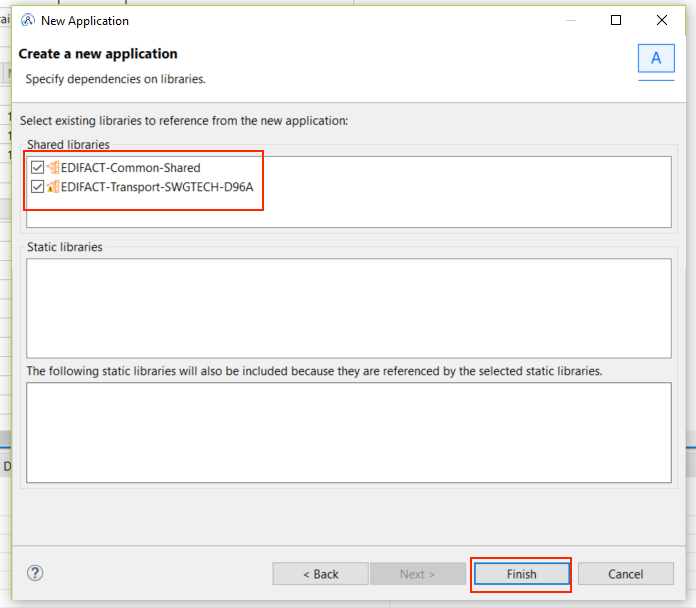 New Application
Create a new application
A
Specify dependencies on libraries.
Select existing libraries to reference from the new application:
Shared libraries
EDIFACT-Common-Shared
EDIFACT-Transport-SWGTECH-D96A
Static libraries
The following static libraries will also be included because they are referenced by the selected static libraries.
D
?
< Back
Next >
Finish
Cancel